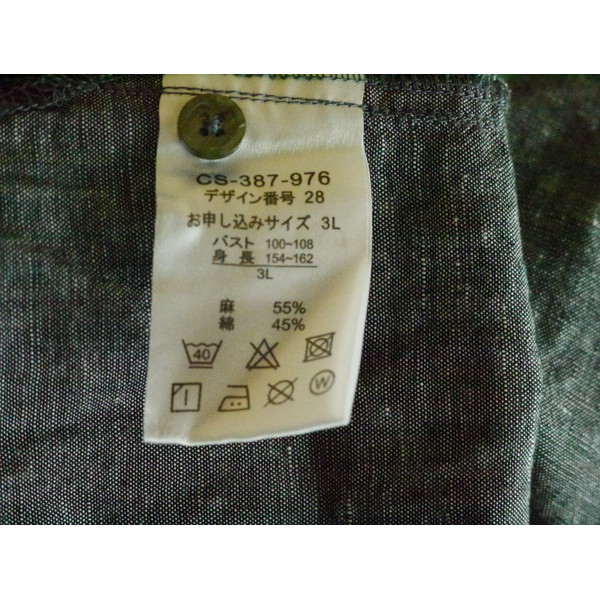 CS-387-976
デザイン番号 28
お申し込みサイズ 3L
バスト 100~108
身長 154~162
3L
麻 55%
綿 45%
40
W